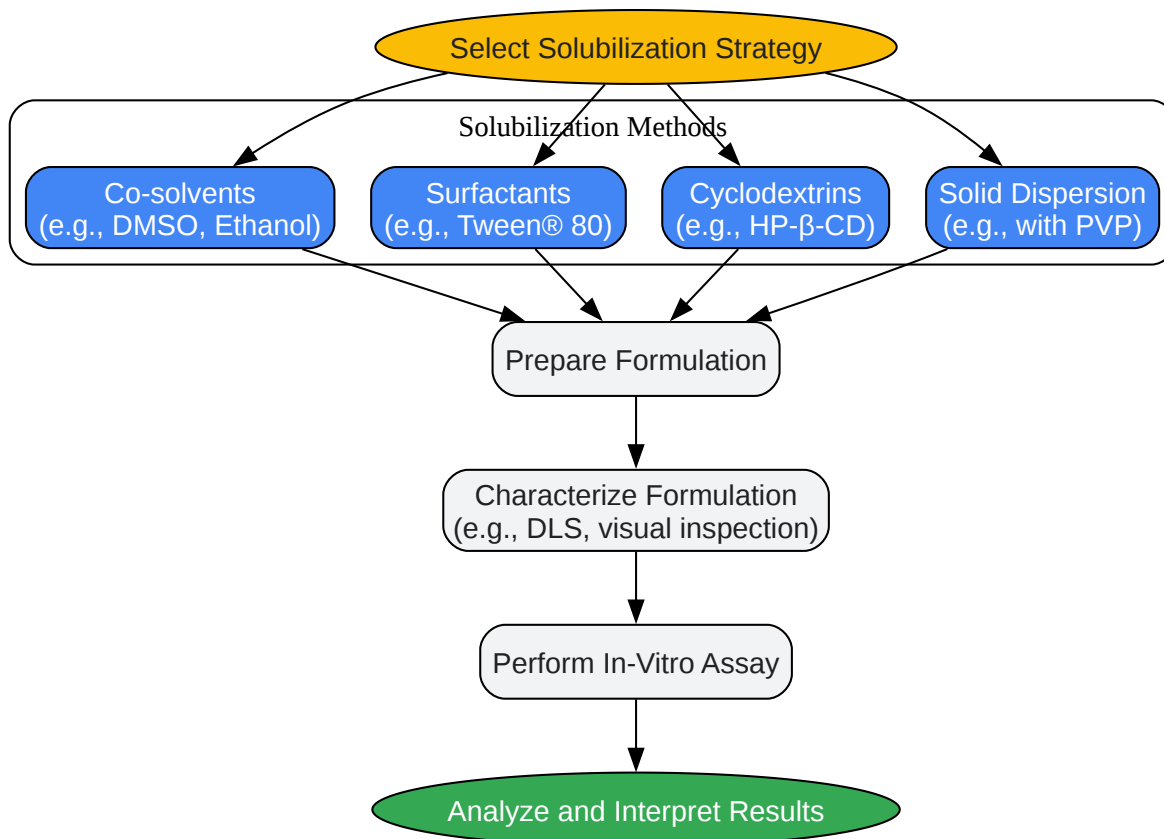 Select Solubilization Strategy
Solubilization Methods
Co-solvents
(e.g., DMSO, Ethanol)
Surfactants
(e.g., Tween® 80)
Cyclodextrins
(e.g., HP-β-CD)
Solid Dispersion
(e.g., with PVP)
Prepare Formulation
Characterize Formulation
(e.g., DLS, visual inspection)
Perform In-Vitro Assay
Analyze and Interpret Results